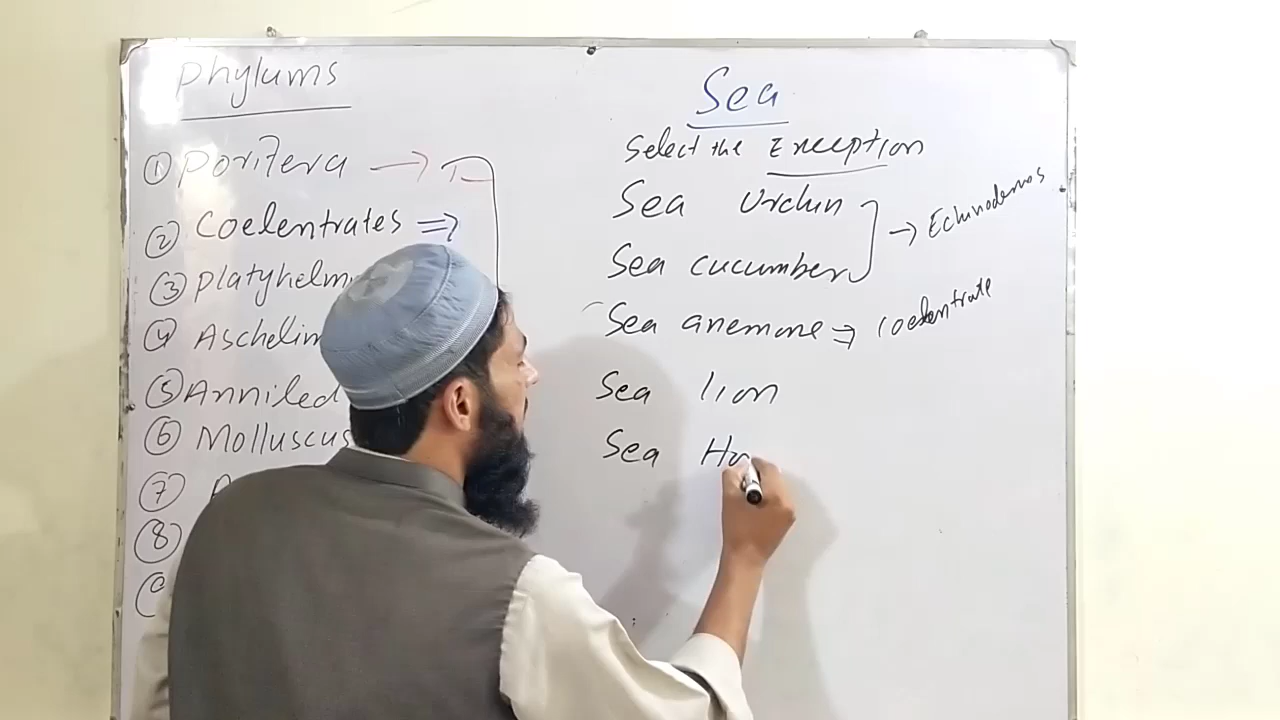 Phylums
① Porifera →
② Coelentrates ⇒
③ Platyhelm
④ Aschelim
⑤ Anniled
⑥ Molluscus
⑦ A
⑧
Sea
Select the Exception
Sea Urchin
Sea cucumber → Echinoderms
Sea anemone ⇒ Coelentrate
Sea lion
Sea Ho